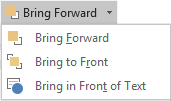 Bring Forward
Bring Forward
Bring to Front
Bring in Front of Text